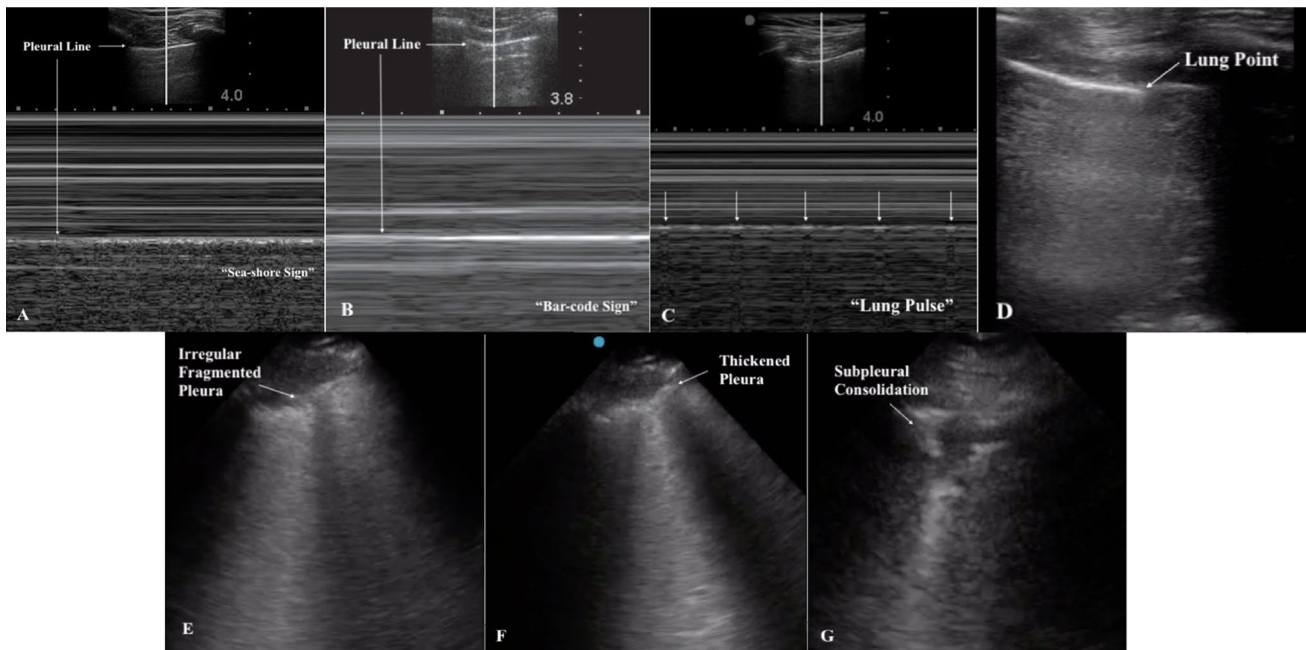 Pleural Line
4.0
"Sea-shore Sign"
A
Pleural Line
3.8
"Bar-code Sign"
B
4.0
"Lung Pulse"
C
Lung Point
D
Irregular
Fragmented
Pleura
E
Thickened
Pleura
F
Subpleural
Consolidation
G